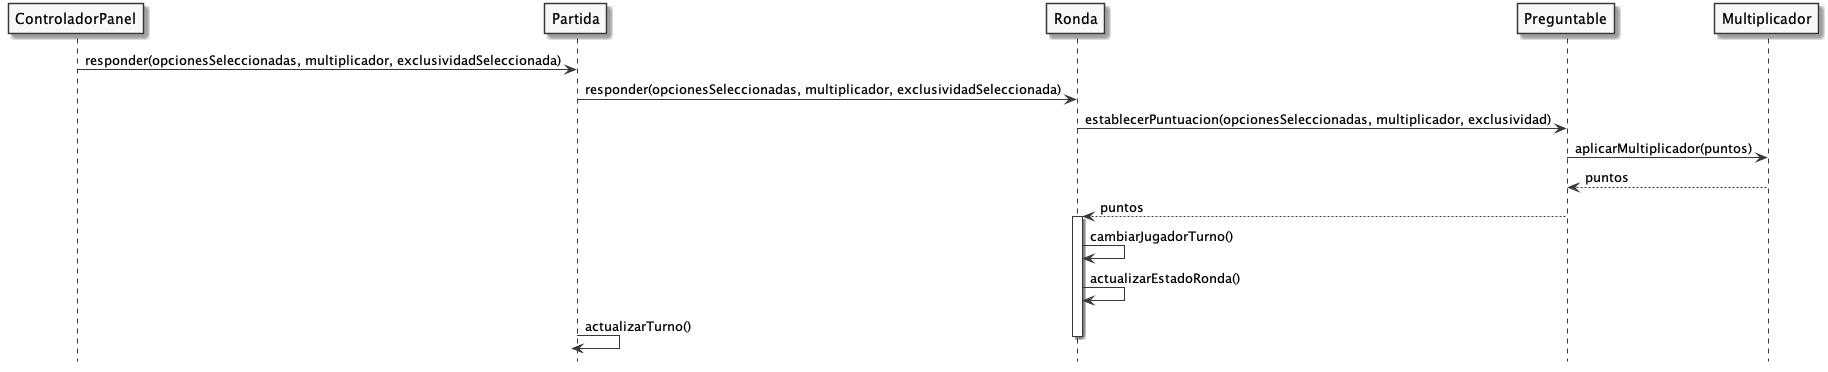 ControladorPanel Partida Ronda Preguntable Multiplicador
responder(opcionesSeleccionadas, multiplicador, exclusividadSeleccionada)
responder(opcionesSeleccionadas, multiplicador, exclusividadSeleccionada)
establecerPuntuacion(opcionesSeleccionadas, multiplicador, exclusividad)
aplicarMultiplicador(puntos)
puntos
puntos
cambiarJugadorTurno()
actualizarEstadoRonda()
actualizarTurno()